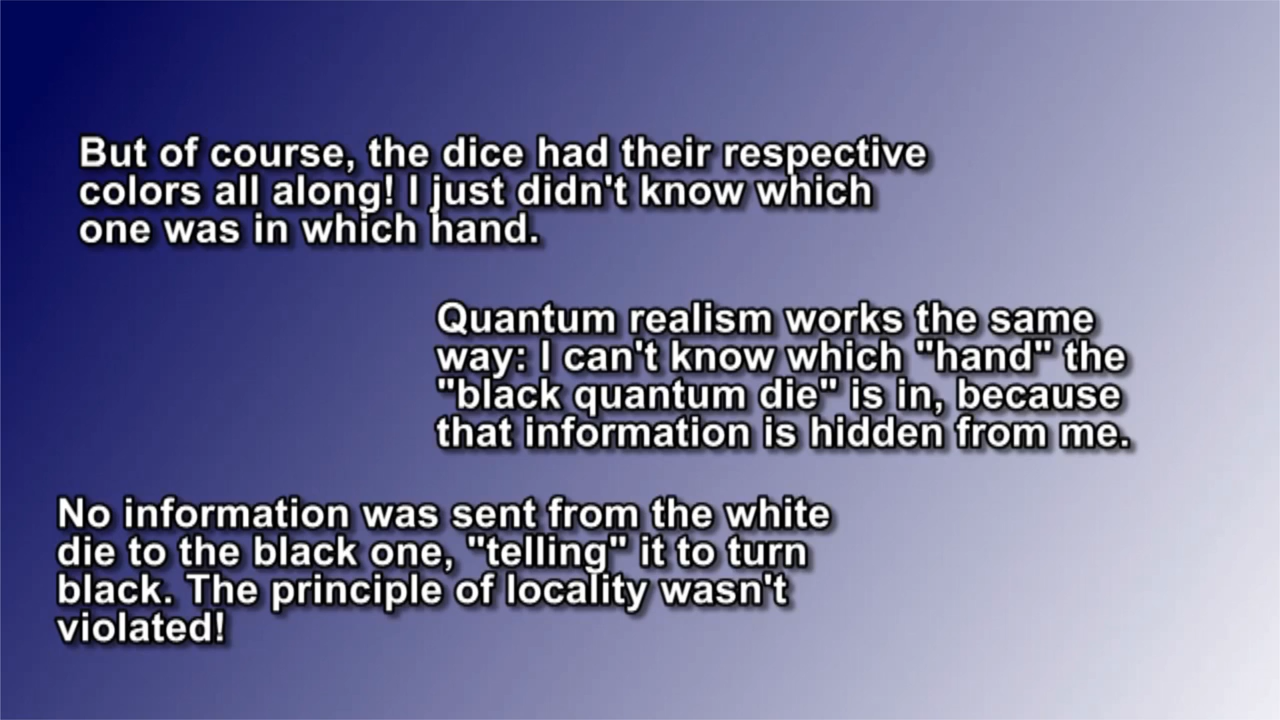 But of course, the dice had their respective
colors all along! I just didn't know which
one was in which hand.
Quantum realism works the same
way: I can't know which "hand" the
"black quantum die" is in, because
that information is hidden from me.
No information was sent from the white
die to the black one, "telling" it to turn
black. The principle of locality wasn't
violated!